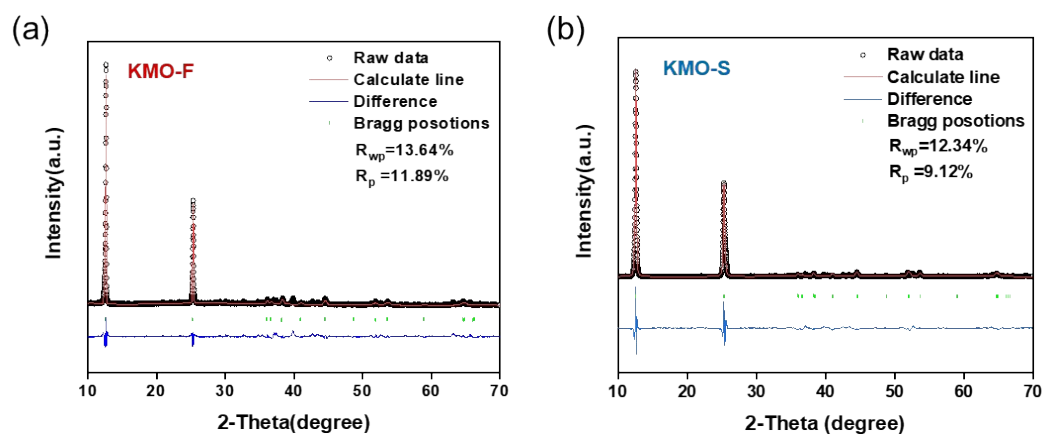 (a)
KMO-F
Raw data
Calculate line
Difference
Bragg posotions
Rwp=13.64%
Rp =11.89%
Intensity(a.u.)
10 20 30 40 50 60 70
2-Theta(degree)
(b)
KMO-S
Raw data
Calculate line
Difference
Bragg posotions
Rwp=12.34%
Rp =9.12%
Intensity(a.u.)
10 20 30 40 50 60 70
2-Theta (degree)